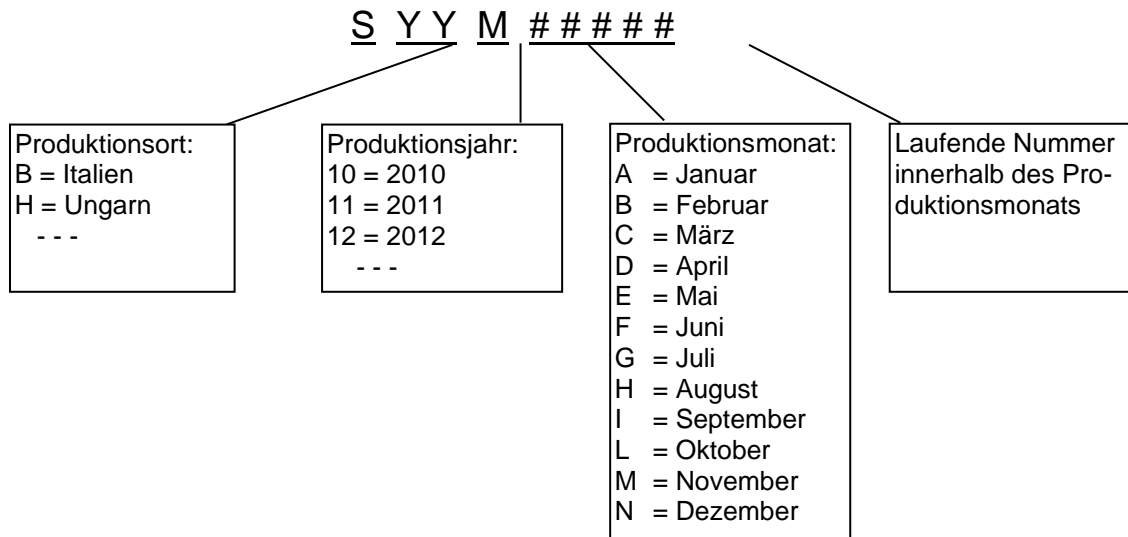 S YY M #####
Produktionsort:
B = Italien
H = Ungarn
- - -
Produktionsjahr:
10 = 2010
11 = 2011
12 = 2012
- - -
Produktionsmonat:
A = Januar
B = Februar
C = März
D = April
E = Mai
F = Juni
G = Juli
H = August
I = September
L = Oktober
M = November
N = Dezember
Laufende Nummer
innerhalb des Pro-
duktionsmonats